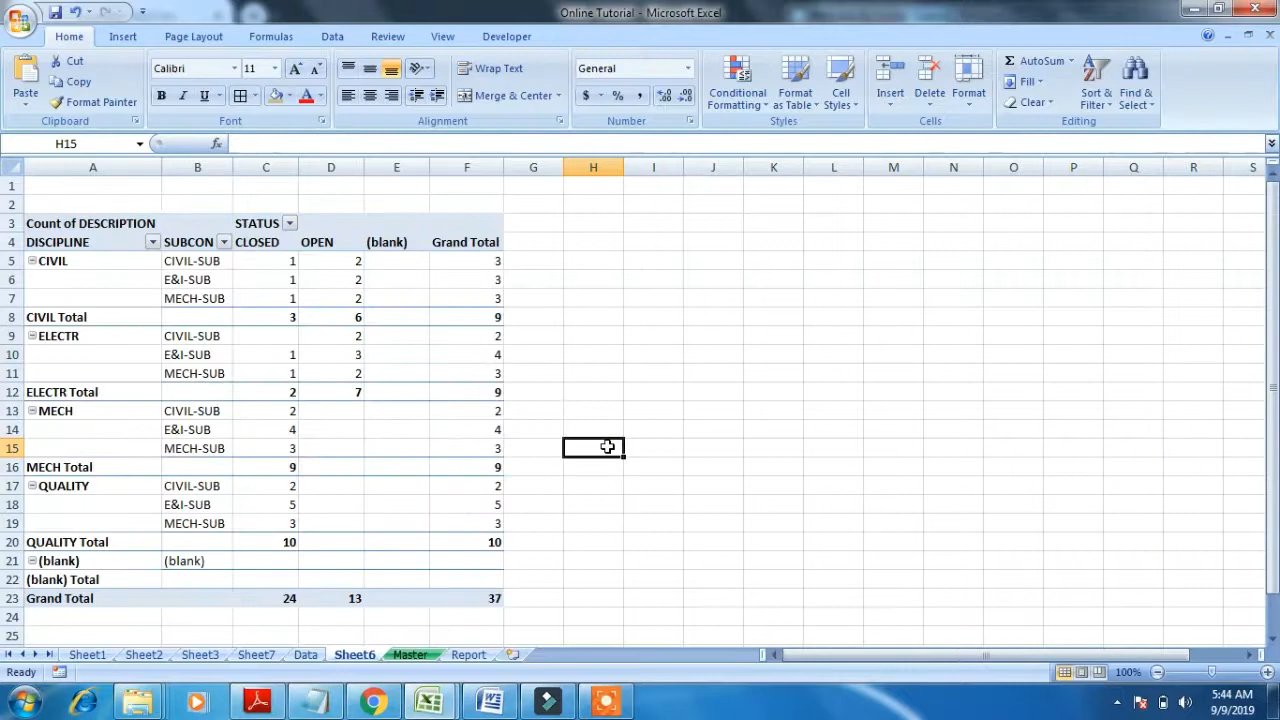 Online Tutorial - Microsoft Excel
Home Insert Page Layout Formulas Data Review View Developer
Paste
Cut
Copy
Format Painter
Clipboard
Calibri 11
B I U
Font
Wrap Text
Merge & Center
Alignment
General
$ % ,
Number
Conditional Formatting
Format as Table
Cell Styles
Styles
Insert
Delete
Format
Cells
AutoSum
Fill
Clear
Sort & Filter
Find & Select
Editing
H15 fx
A B C D E F G H I J K L M N O P Q R S
1
2
3 Count of DESCRIPTION STATUS
4 DISCIPLINE SUBCON CLOSED OPEN (blank) Grand Total
5 CIVIL CIVIL-SUB 1 2 3
6 E&I-SUB 1 2 3
7 MECH-SUB 1 2 3
8 CIVIL Total 3 6 9
9 ELECTR CIVIL-SUB 2 2
10 E&I-SUB 1 3 4
11 MECH-SUB 1 2 3
12 ELECTR Total 2 7 9
13 MECH CIVIL-SUB 2 2
14 E&I-SUB 4 4
15 MECH-SUB 3 3
16 MECH Total 9 9
17 QUALITY CIVIL-SUB 2 2
18 E&I-SUB 5 5
19 MECH-SUB 3 3
20 QUALITY Total 10 10
21 (blank) (blank)
22 (blank) Total
23 Grand Total 24 13 37
24
25
Sheet1 Sheet2 Sheet3 Sheet7 Data Sheet6 Master Report
Ready 100%
5:44 AM
9/9/2019